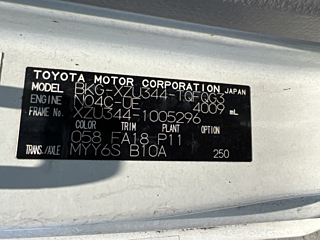 TOYOTA MOTOR CORPORATION JAPAN
MODEL BKG-XZU344-TQFQG3
ENGINE N04C-UE 4009 mL
FRAME No. XZU344-1005296
COLOR TRIM PLANT OPTION
058 FA18 P11
TRANS./AXLE MYY6S B10A 250